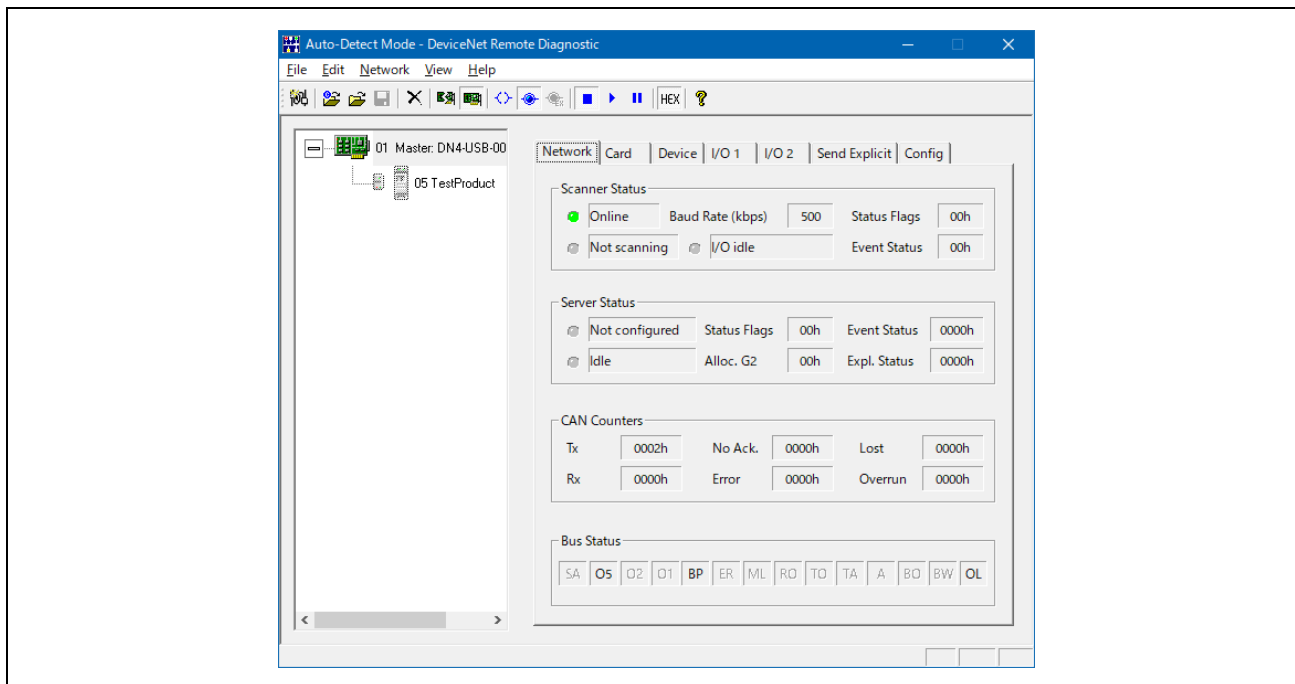 Auto-Detect Mode - DeviceNet Remote Diagnostic
File Edit Network View Help
HEX
01 Master: DN4-USB-00
05 TestProduct
Network Card Device I/O 1 I/O 2 Send Explicit Config
Scanner Status
Online Baud Rate (kbps) 500 Status Flags 00h
Not scanning I/O idle Event Status 00h
Server Status
Not configured Status Flags 00h Event Status 0000h
Idle Alloc. G2 00h Expl. Status 0000h
CAN Counters
Tx 0002h No Ack. 0000h Lost 0000h
Rx 0000h Error 0000h Overrun 0000h
Bus Status
SA O5 O2 O1 BP ER ML RO TO TA A BO BW OL